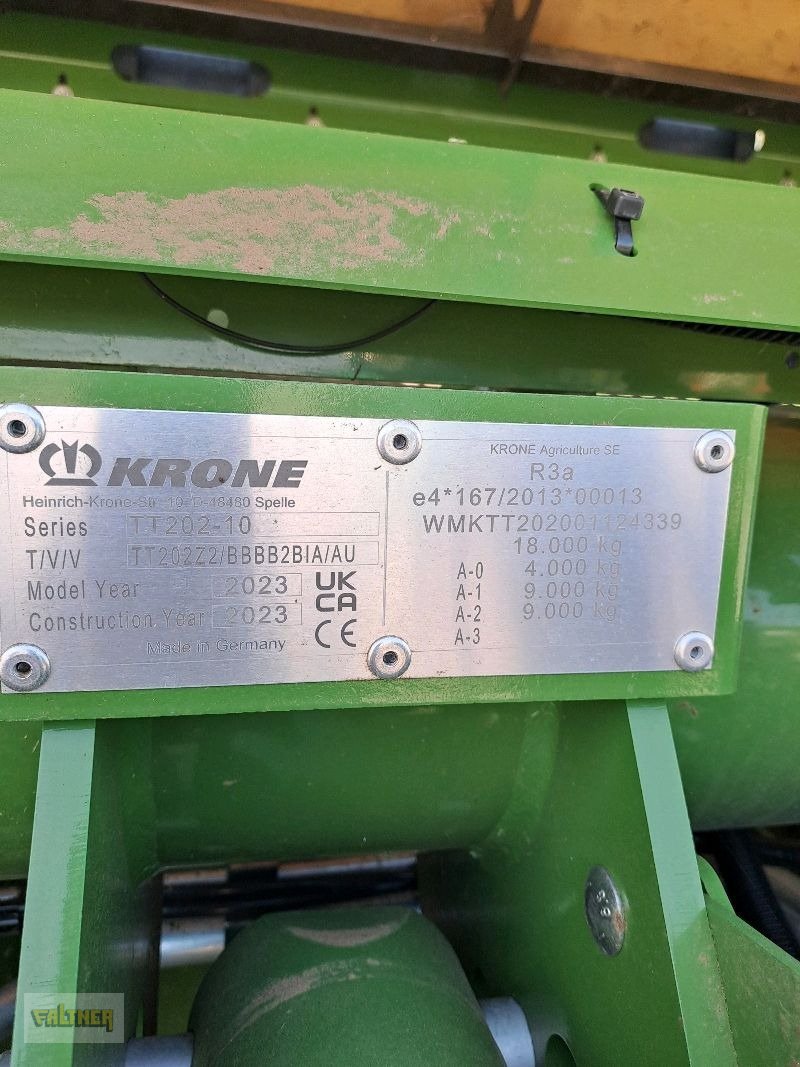 KRONE
Heinrich-Krone-Str. 10, D-48480 Spelle
Series TT202-10
T/V/V TT202Z2/BBBB2BIA/AU
Model Year 2023
Construction Year 2023
UK
CA
CE
Made in Germany
KRONE Agriculture SE
R3a
e4*167/2013*00013
WMKTT202001124339
18.000 kg
A-0 4.000 kg
A-1 9.000 kg
A-2 9.000 kg
A-3
FALTNER